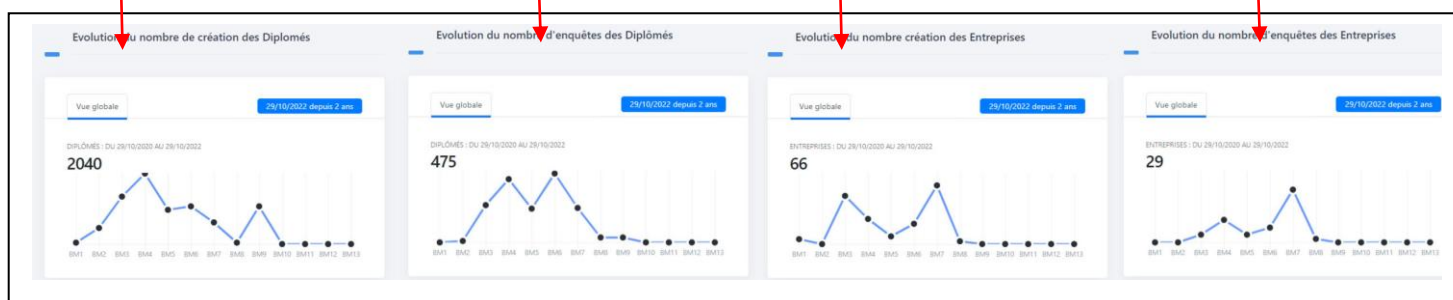 Evolution du nombre de création des Diplomés
Vue globale
29/10/2022 depuis 2 ans
DIPLÔMÉS : DU 29/10/2020 AU 29/10/2022
2040
BM1 BM2 BM3 BM4 BM5 BM6 BM7 BM8 BM9 BM10 BM11 BM12 BM13
Evolution du nombre d'enquêtes des Diplômés
Vue globale
29/10/2022 depuis 2 ans
DIPLÔMÉS : DU 29/10/2020 AU 29/10/2022
475
BM1 BM2 BM3 BM4 BM5 BM6 BM7 BM8 BM9 BM10 BM11 BM12 BM13
Evolution du nombre création des Entreprises
Vue globale
29/10/2022 depuis 2 ans
ENTREPRISES : DU 29/10/2020 AU 29/10/2022
66
BM1 BM2 BM3 BM4 BM5 BM6 BM7 BM8 BM9 BM10 BM11 BM12 BM13
Evolution du nombre d'enquêtes des Entreprises
Vue globale
29/10/2022 depuis 2 ans
ENTREPRISES : DU 29/10/2020 AU 29/10/2022
29
BM1 BM2 BM3 BM4 BM5 BM6 BM7 BM8 BM9 BM10 BM11 BM12 BM13